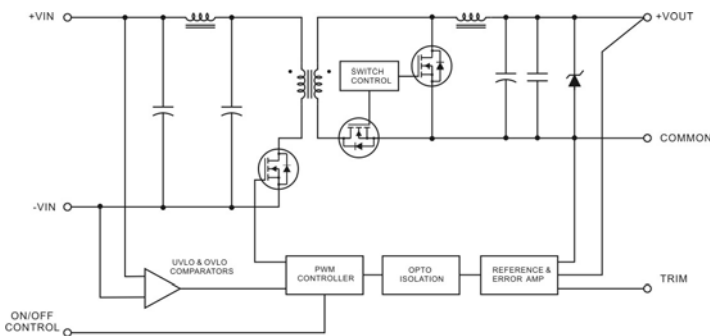 +VIN
+VOUT
SWITCH
CONTROL
COMMON
-VIN
UVLO & OVLO
COMPARATORS
PWM
CONTROLLER
OPTO
ISOLATION
REFERENCE &
ERROR AMP
TRIM
ON/OFF
CONTROL